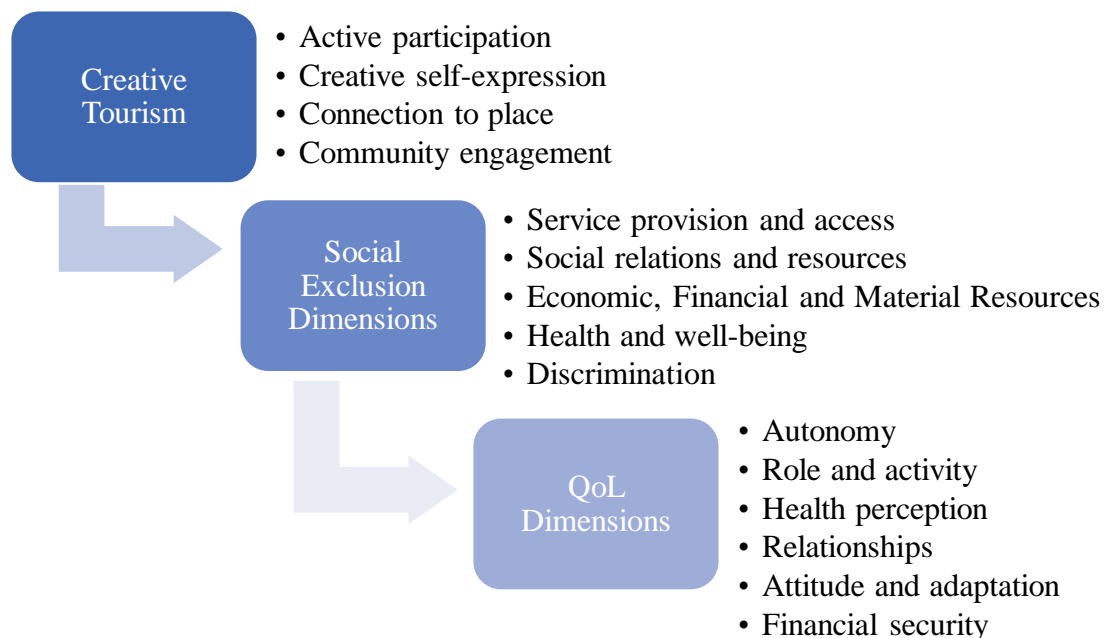 Creative
Tourism
• Active participation
• Creative self-expression
• Connection to place
• Community engagement
Social
Exclusion
Dimensions
• Service provision and access
• Social relations and resources
• Economic, Financial and Material Resources
• Health and well-being
• Discrimination
QoL
Dimensions
• Autonomy
• Role and activity
• Health perception
• Relationships
• Attitude and adaptation
• Financial security